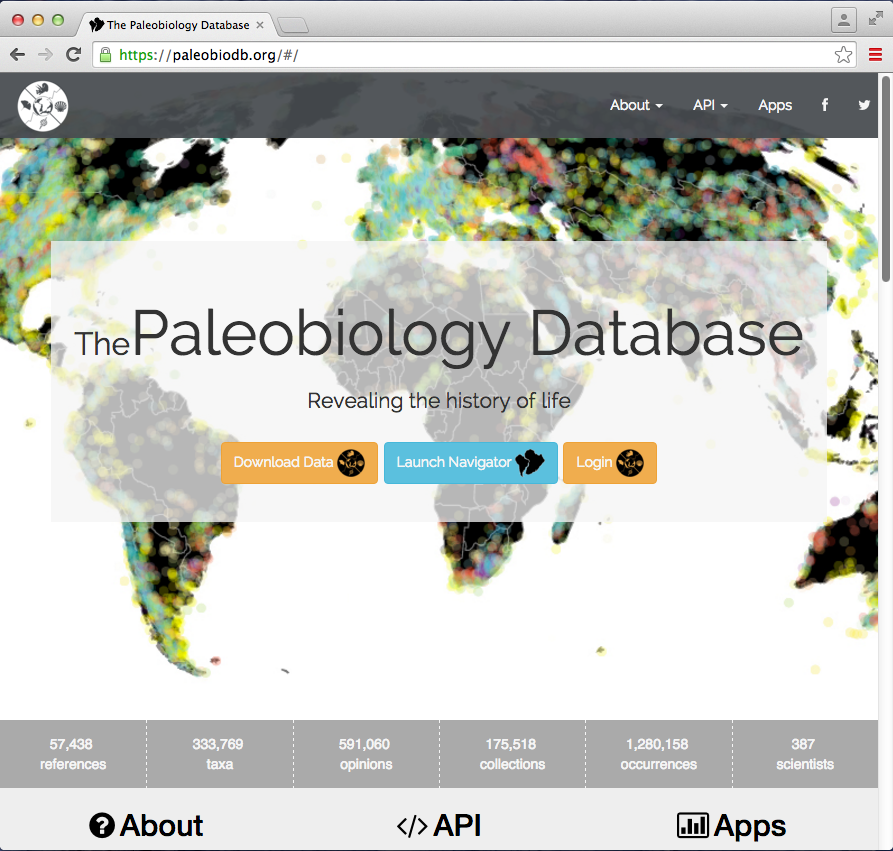 The Paleobiology Database
https://paleobiodb.org/#/
About API Apps
The Paleobiology Database
Revealing the history of life
Download Data Launch Navigator Login
57,438 333,769 591,060 175,518 1,280,158 387
references taxa opinions collections occurrences scientists
About API Apps